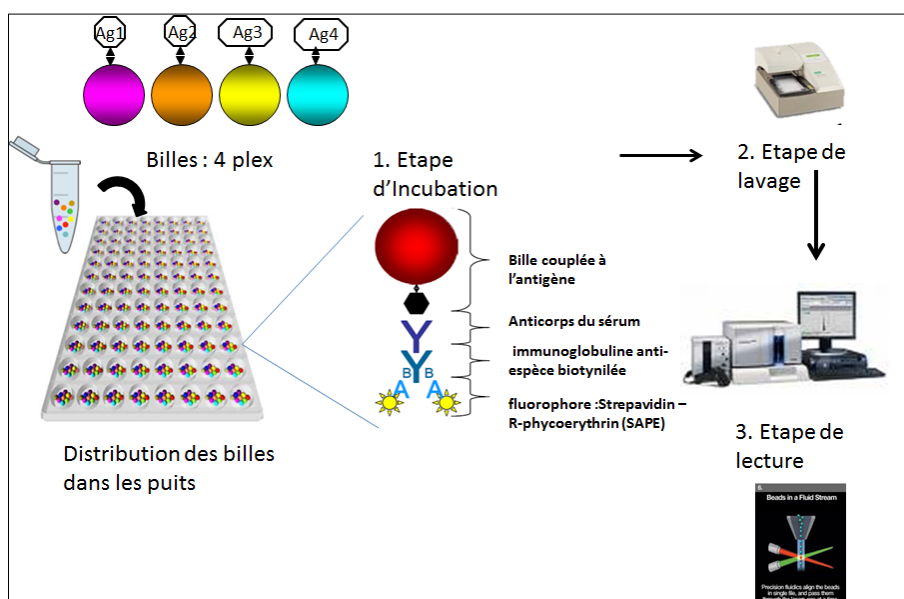 Ag1 Ag2 Ag3 Ag4
Billes : 4 plex
1. Etape
d’Incubation
2. Etape de
lavage
Bille couplée à
l’antigène
Anticorps du sérum
immunoglobuline anti-
espèce biotynilée
B B
A A
fluorophore :Strepavidin –
R-phycoerythrin (SAPE)
Distribution des billes
dans les puits
3. Etape de
lecture
Beads in a Fluid Stream
Precision fluidics align the beads
in single file, and pass them